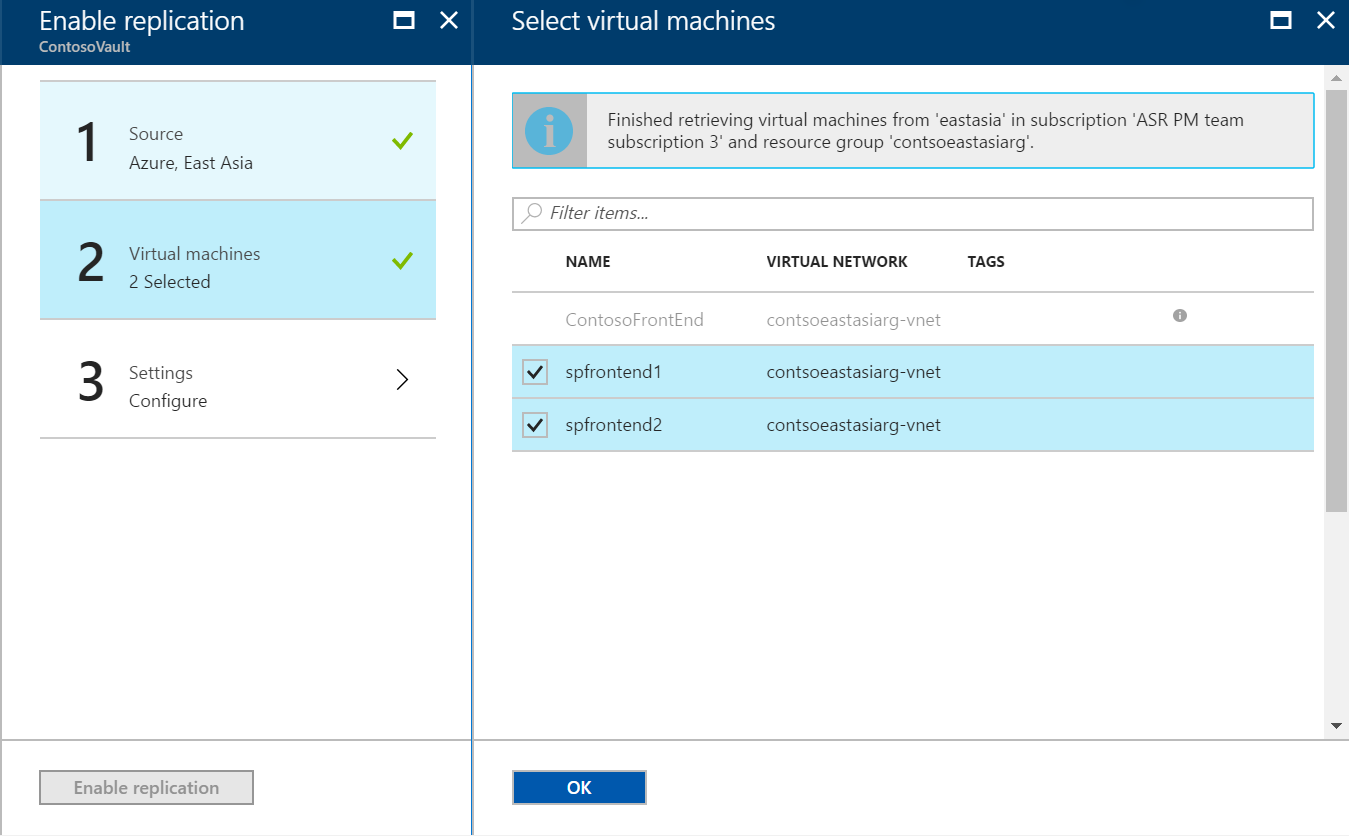 Enable replication
ContosoVault
1
Source
Azure, East Asia
2
Virtual machines
2 Selected
3
Settings
Configure
Enable replication
Select virtual machines
Finished retrieving virtual machines from 'eastasia' in subscription 'ASR PM team
subscription 3' and resource group 'contsoeastasiarg'.
Filter items...
NAME VIRTUAL NETWORK TAGS
ContosoFrontEnd contsoeastasiarg-vnet
spfrontend1 contsoeastasiarg-vnet
spfrontend2 contsoeastasiarg-vnet
OK